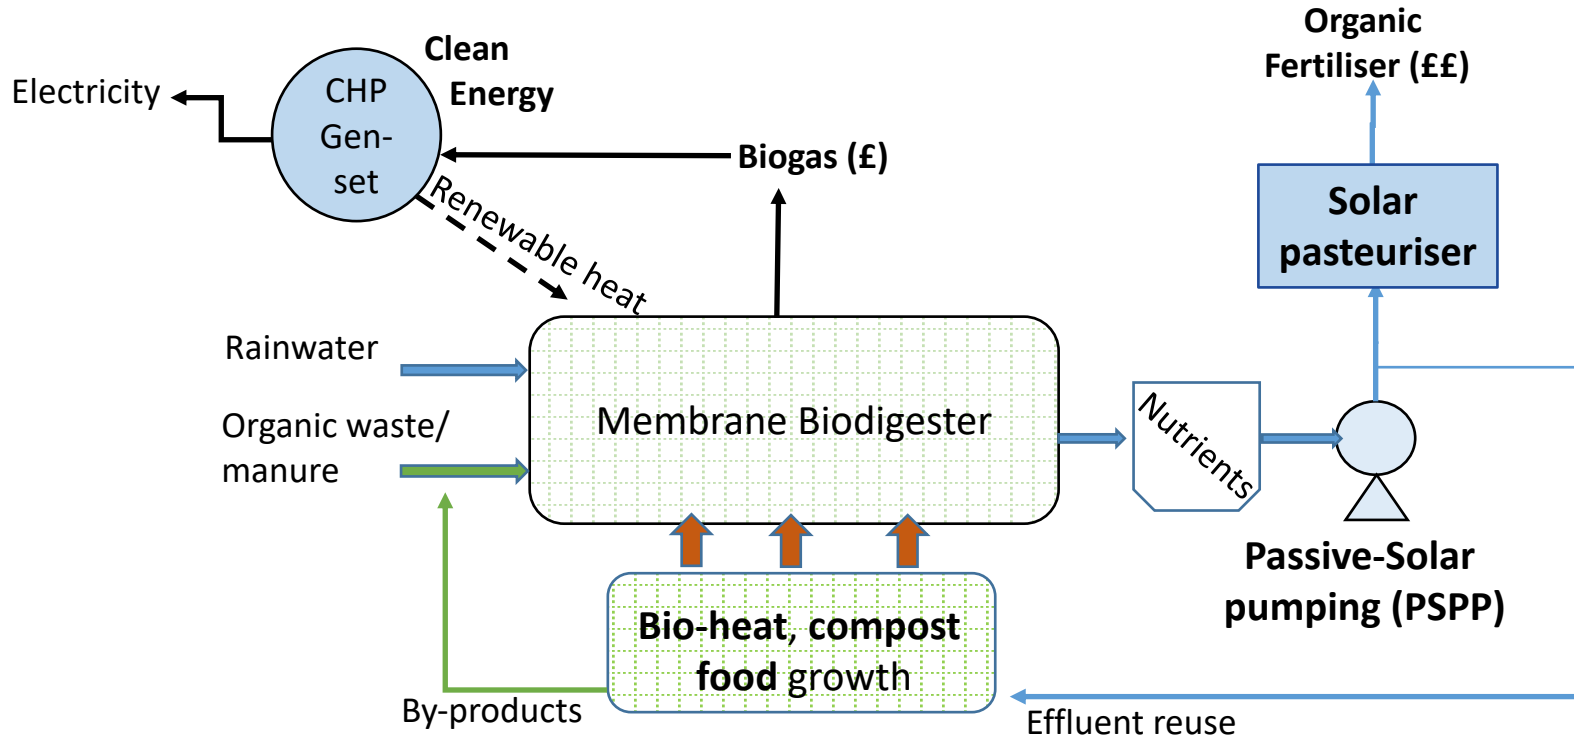 Organic
Fertiliser (££)
Clean
Energy
Electricity
CHP
Gen-
set
Biogas (£)
Renewable heat
Solar
pasteuriser
Rainwater
Organic waste/
manure
Membrane Biodigester
Nutrients
Passive-Solar
pumping (PSPP)
Bio-heat, compost
food growth
By-products
Effluent reuse